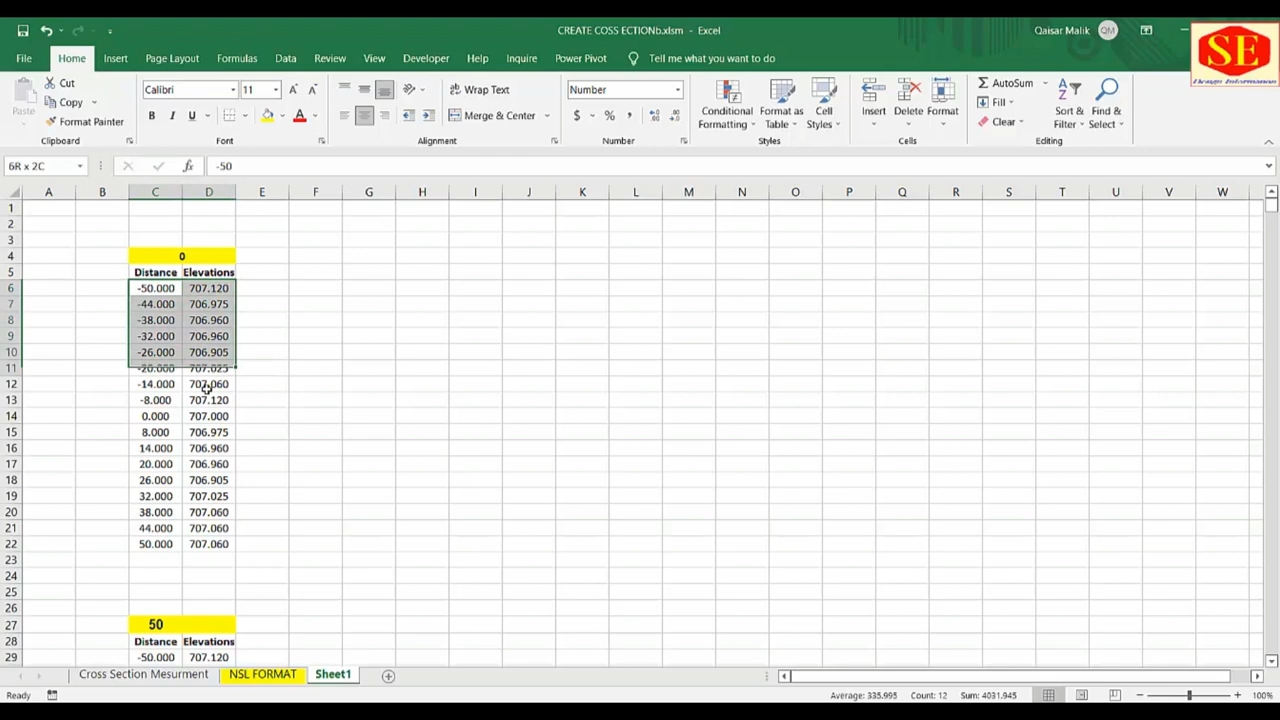 CREATE COSS ECTIONb.xlsm - Excel
Qaisar Malik
QM
SE
Design Information
File Home Insert Page Layout Formulas Data Review View Developer Help Inquire Power Pivot Tell me what you want to do
Paste
Cut
Copy
Format Painter
Clipboard
Calibri 11
B I U
Font
Wrap Text
Merge & Center
Alignment
Number
$ % ,
Number
Conditional Formatting
Format as Table
Cell Styles
Styles
Insert Delete Format
Cells
AutoSum
Fill
Clear
Sort & Filter
Find & Select
Editing
6R x 2C fx -50
A B C D E F G H I J K L M N O P Q R S T U V W
1
2
3
4 0
5 Distance Elevations
6 -50.000 707.120
7 -44.000 706.975
8 -38.000 706.960
9 -32.000 706.960
10 -26.000 706.905
11 -20.000 707.025
12 -14.000 707.060
13 -8.000 707.120
14 0.000 707.000
15 8.000 706.975
16 14.000 706.960
17 20.000 706.960
18 26.000 706.905
19 32.000 707.025
20 38.000 707.060
21 44.000 707.060
22 50.000 707.060
23
24
25
26
27 50
28 Distance Elevations
29 -50.000 707.120
Cross Section Mesurment NSL FORMAT Sheet1
Ready Average: 335.995 Count: 12 Sum: 4031.945 100%